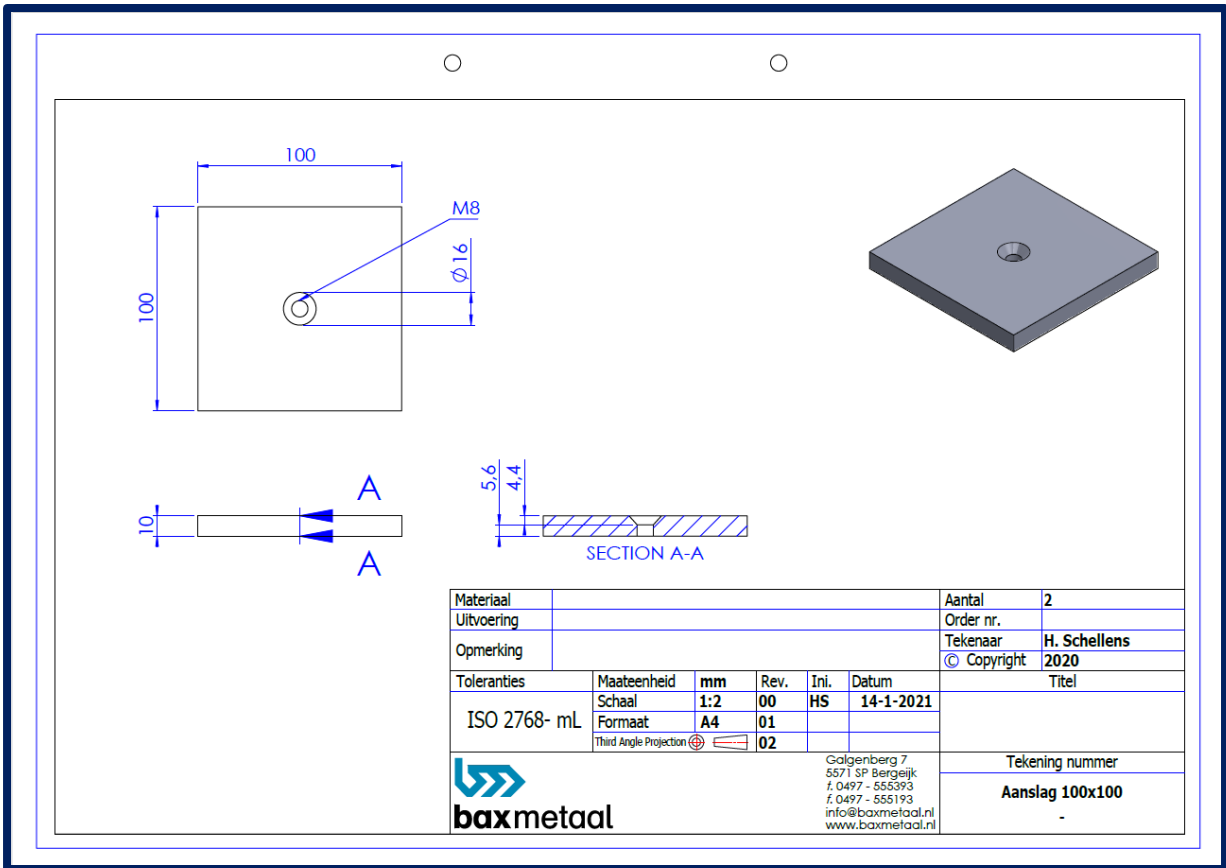 100
M8
Ø16
100
10
A
A
5,6
4,4
SECTION A-A
Materiaal
Aantal 2
Uitvoering
Order nr.
Opmerking
Tekenaar H. Schellens
© Copyright 2020
Toleranties Maateenheid mm Rev. Ini. Datum Titel
ISO 2768- mL
Schaal 1:2 00 HS 14-1-2021
Formaat A4 01
Third Angle Projection 02
baxmetaal
Galgenberg 7
5571 SP Bergeijk
t. 0497 - 555393
f. 0497 - 555193
info@baxmetaal.nl
www.baxmetaal.nl
Tekening nummer
Aanslag 100x100
-